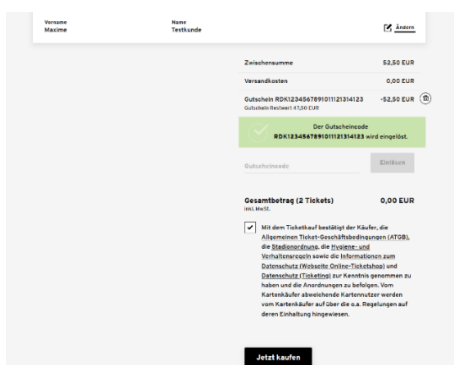 Vorname Name
Maxime Testkunde Ändern
Zwischensumme 52,50 EUR
Versandkosten 0,00 EUR
Gutschein RDK1234567891011121314123 -52,50 EUR
Gutschein Restwert 47,50 EUR
Der Gutscheincode
RDK1234567891011121314123 wird eingelöst.
Gutscheincode Einlösen
Gesamtbetrag (2 Tickets) 0,00 EUR
inkl. MwSt.
Mit dem Ticketkauf bestätigt der Käufer, die
Allgemeinen Ticket-Geschäftsbedingungen (ATGB),
die Stadionordnung, die Hygiene- und
Verhaltensregeln sowie die Informationen zum
Datenschutz (Webseite Online-Ticketshop) und
Datenschutz (Ticketing) zur Kenntnis genommen zu
haben und die Anordnungen zu befolgen. Vom
Kartenkäufer abweichende Kartennutzer werden
vom Kartenkäufer auf über die o.a. Regelungen auf
deren Einhaltung hingewiesen.
Jetzt kaufen